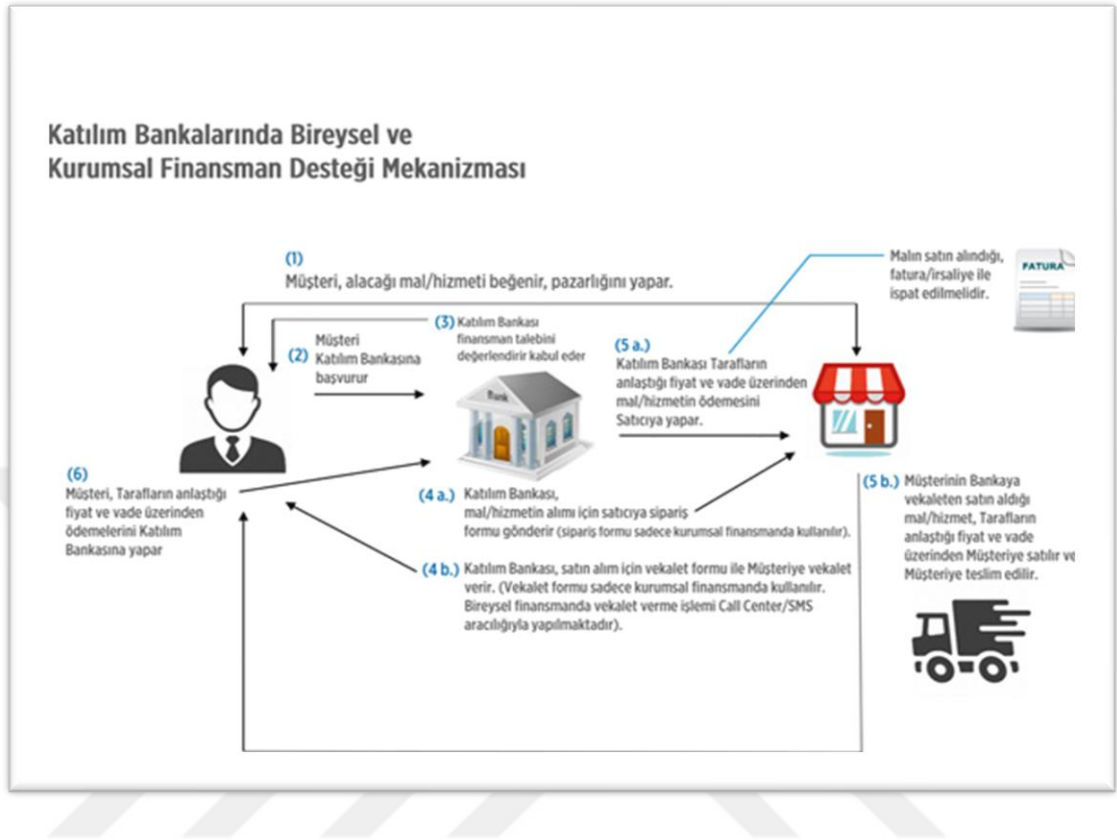 Katılım Bankalarında Bireysel ve
Kurumsal Finansman Desteği Mekanizması
(1)
Müşteri, alacağı mal/hizmeti beğenir, pazarlığını yapar.
Malın satın alındığı,
fatura/irsaliye ile
ispat edilmelidir.
FATURA
(2)
Müşteri
Katılım Bankasına
başvurur
(3) Katılım Bankası
finansman talebini
değerlendirir kabul eder
Bank
(5 a.)
Katılım Bankası Tarafların
anlaştığı fiyat ve vade üzerinden
mal/hizmetin ödemesini
Satıcıya yapar.
(6)
Müşteri, Tarafların anlaştığı
fiyat ve vade üzerinden
ödemelerini Katılım
Bankasına yapar
(4 a.) Katılım Bankası,
mal/hizmetin alımı için satıcıya sipariş
formu gönderir (sipariş formu sadece kurumsal finansmanda kullanılır).
(4 b.) Katılım Bankası, satın alım için vekalet formu ile Müşteriye vekalet
verir. (Vekalet formu sadece kurumsal finansmanda kullanılır.
Bireysel finansmanda vekalet verme işlemi Call Center/SMS
aracılığıyla yapılmaktadır).
(5 b.) Müşterinin Bankaya
vekaleten satın aldığı
mal/hizmet, Tarafların
anlaştığı fiyat ve vade
üzerinden Müşteriye satılır ve
Müşteriye teslim edilir.